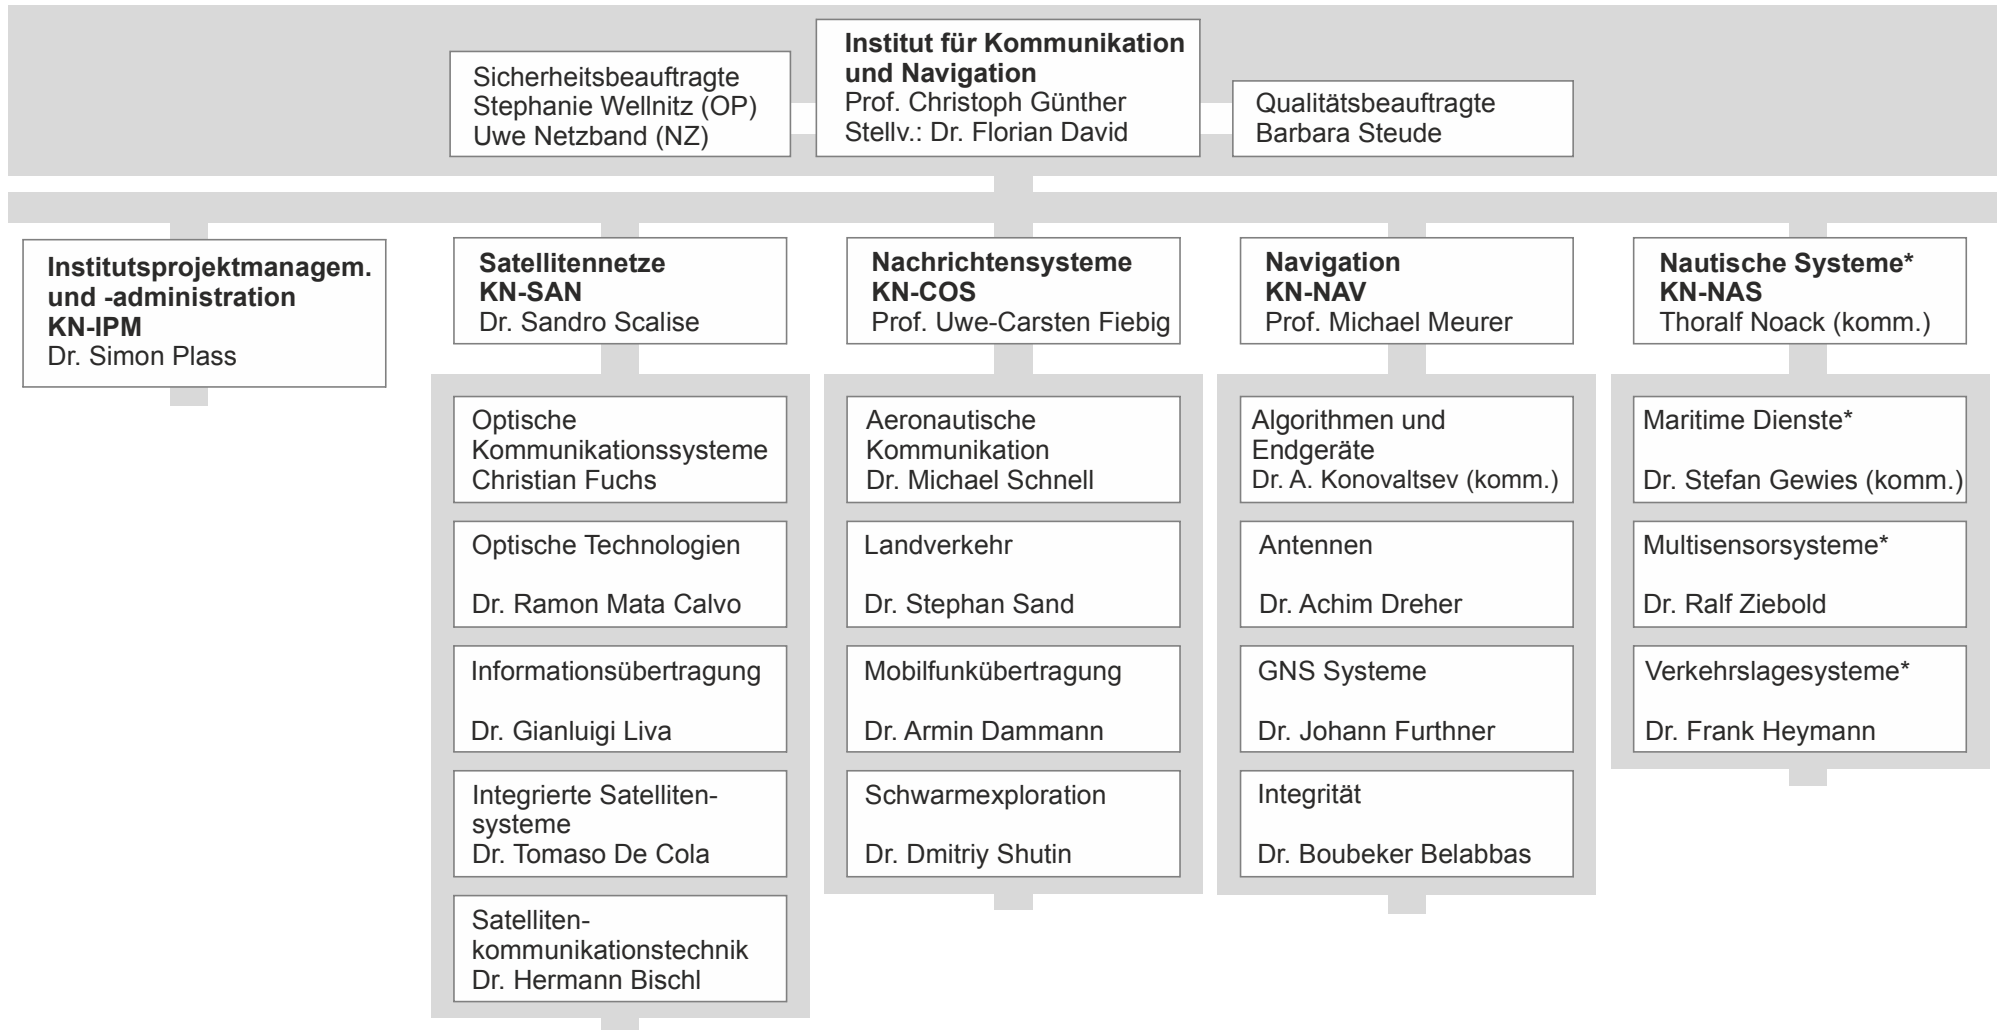 Institut für Kommunikation
und Navigation
Prof. Christoph Günther
Stellv.: Dr. Florian David
Sicherheitsbeauftragte
Stephanie Wellnitz (OP)
Uwe Netzband (NZ)
Qualitätsbeauftragte
Barbara Steude
Institutsprojektmanagem.
und -administration
KN-IPM
Dr. Simon Plass
Satellitennetze
KN-SAN
Dr. Sandro Scalise
Optische
Kommunikationssysteme
Christian Fuchs
Optische Technologien
Dr. Ramon Mata Calvo
Informationsübertragung
Dr. Gianluigi Liva
Integrierte Satelliten-
systeme
Dr. Tomaso De Cola
Satelliten-
kommunikationstechnik
Dr. Hermann Bischl
Nachrichtensysteme
KN-COS
Prof. Uwe-Carsten Fiebig
Aeronautische
Kommunikation
Dr. Michael Schnell
Landverkehr
Dr. Stephan Sand
Mobilfunkübertragung
Dr. Armin Dammann
Schwarmexploration
Dr. Dmitriy Shutin
Navigation
KN-NAV
Prof. Michael Meurer
Algorithmen und
Endgeräte
Dr. A. Konovaltsev (komm.)
Antennen
Dr. Achim Dreher
GNS Systeme
Dr. Johann Furthner
Integrität
Dr. Boubeker Belabbas
Nautische Systeme*
KN-NAS
Thoralf Noack (komm.)
Maritime Dienste*
Dr. Stefan Gewies (komm.)
Multisensorsysteme*
Dr. Ralf Ziebold
Verkehrslagesysteme*
Dr. Frank Heymann